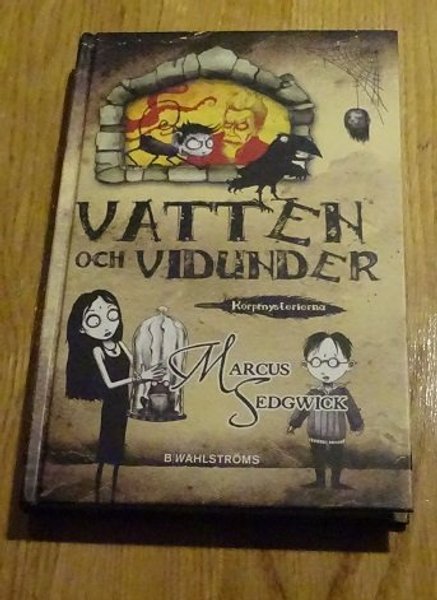 VATTEN
OCH VIDUNDER
Korpmysterierna
MARCUS
SEDGWICK
B WAHLSTRÖMS